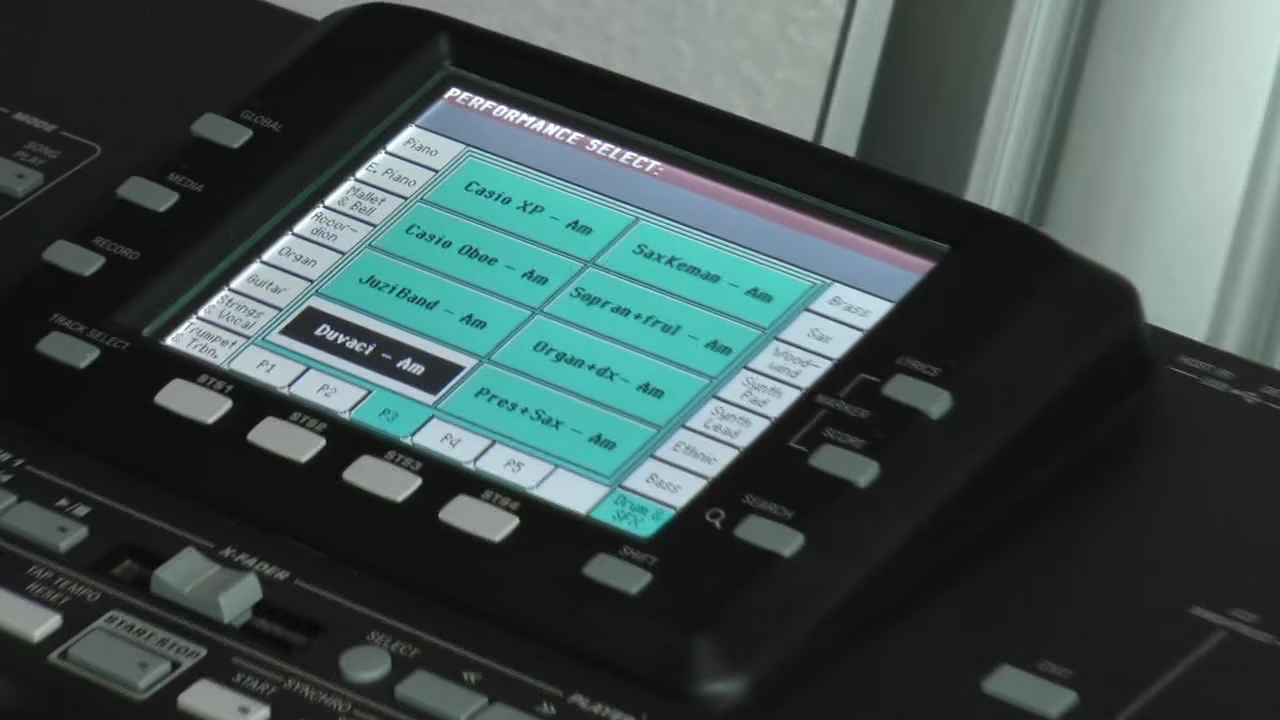 PERFORMANCE SELECT:
Piano
E. Piano
Mallet
& Bell
Accor-
dion
Organ
Guitar
Strings
& Vocal
Trumpet
& Trbn.
Casio XP - Am
Casio Oboe - Am
JuziBand - Am
Duvaci - Am
SaxKeman - Am
Sopran+frul - Am
Organ+dx- Am
Pres+Sax - Am
Brass
Sax
Wood-
wind
Synth
Pad
Synth
Lead
Ethnic
Bass
Drum &
SFX
P1
P2
P3
P4
P5
MODE
SONG
PLAY
GLOBAL
MEDIA
RECORD
TRACK SELECT
STS1
STS2
STS3
STS4
SHIFT
SEARCH
LYRICS
MARKER
SCORE
X-FADER
TAP TEMPO
RESET
START/STOP
SELECT
START
SYNCHRO
PLAYER
EXIT